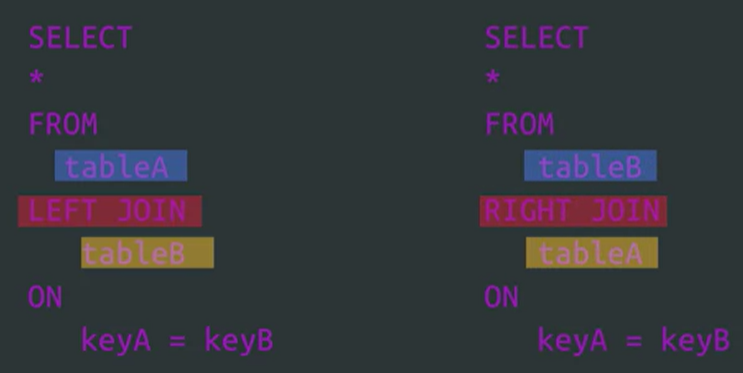 SELECT
*
FROM
tableA
LEFT JOIN
tableB
ON
keyA = keyB
SELECT
*
FROM
tableB
RIGHT JOIN
tableA
ON
keyA = keyB